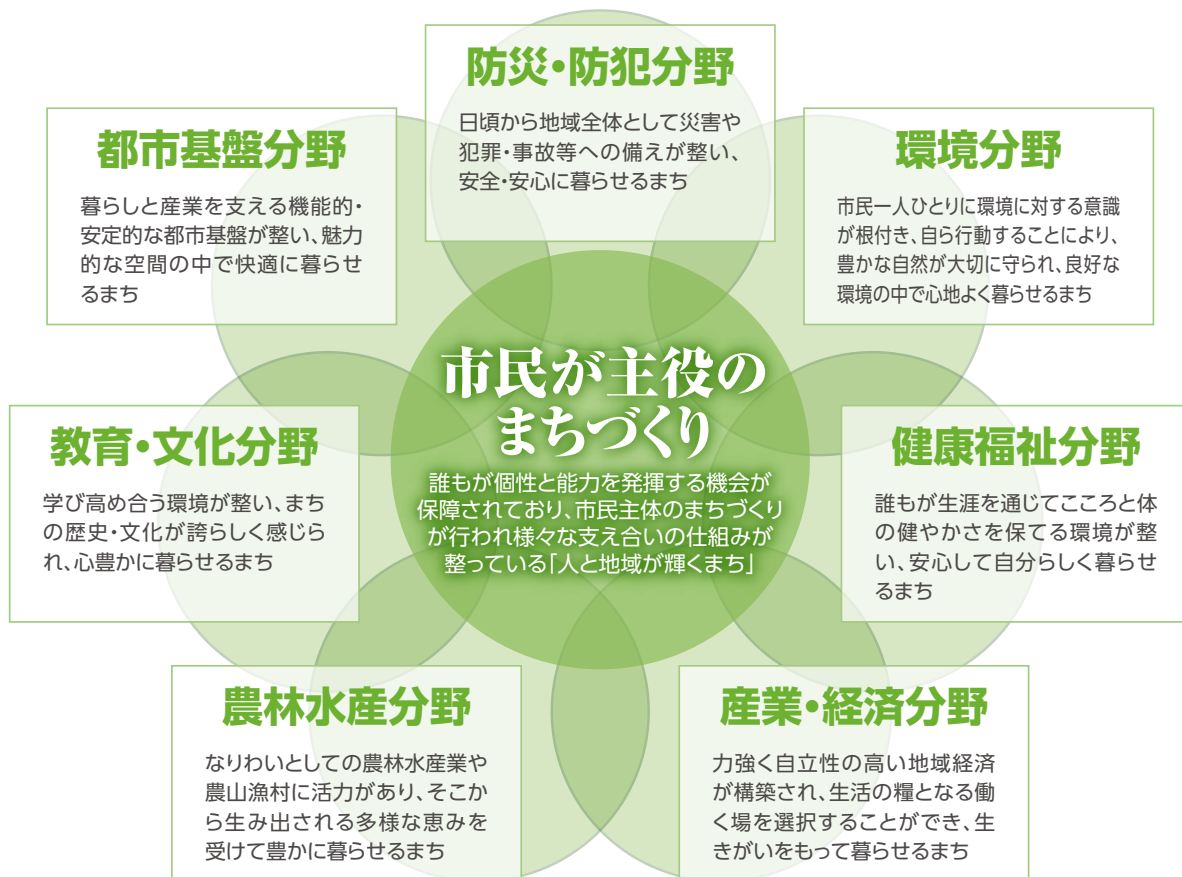 防災・防犯分野
日頃から地域全体として災害や
犯罪・事故等への備えが整い、
安全・安心に暮らせるまち
都市基盤分野
暮らしと産業を支える機能的・
安定的な都市基盤が整い、魅力
的な空間の中で快適に暮らせ
るまち
環境分野
市民一人ひとりに環境に対する意識
が根付き、自ら行動することにより、
豊かな自然が大切に守られ、良好な
環境の中で心地よく暮らせるまち
市民が主役の
まちづくり
誰もが個性と能力を発揮する機会が
保障されており、市民主体のまちづくり
が行われ様々な支え合いの仕組みが
整っている「人と地域が輝くまち」
教育・文化分野
学び高め合う環境が整い、まち
の歴史・文化が誇らしく感じら
れ、心豊かに暮らせるまち
健康福祉分野
誰もが生涯を通じてこころと体
の健やかさを保てる環境が整
い、安心して自分らしく暮らせ
るまち
農林水産分野
なりわいとしての農林水産業や
農山漁村に活力があり、そこか
ら生み出される多様な恵みを
受けて豊かに暮らせるまち
産業・経済分野
力強く自立性の高い地域経済
が構築され、生活の糧となる働
く場を選択することができ、生
きがいをもって暮らせるまち